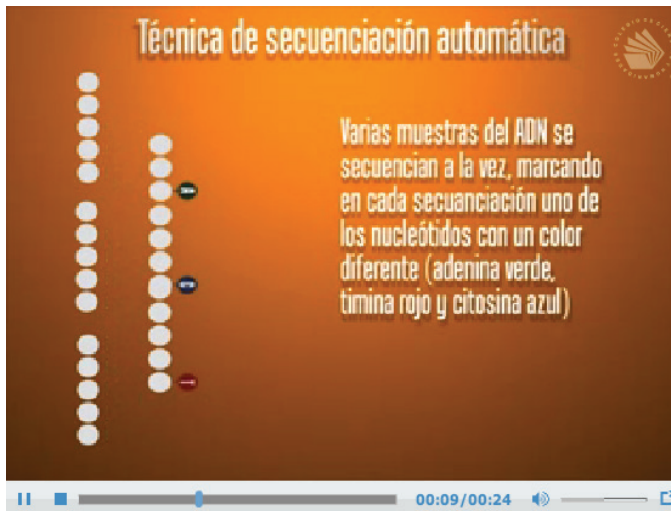 Técnica de secuenciación automática
Varias muestras del ADN se
secuencian a la vez, marcando
en cada secuanciación uno de
los nucleótidos con un color
diferente (adenina verde,
timina rojo y citosina azul)
00:09/00:24